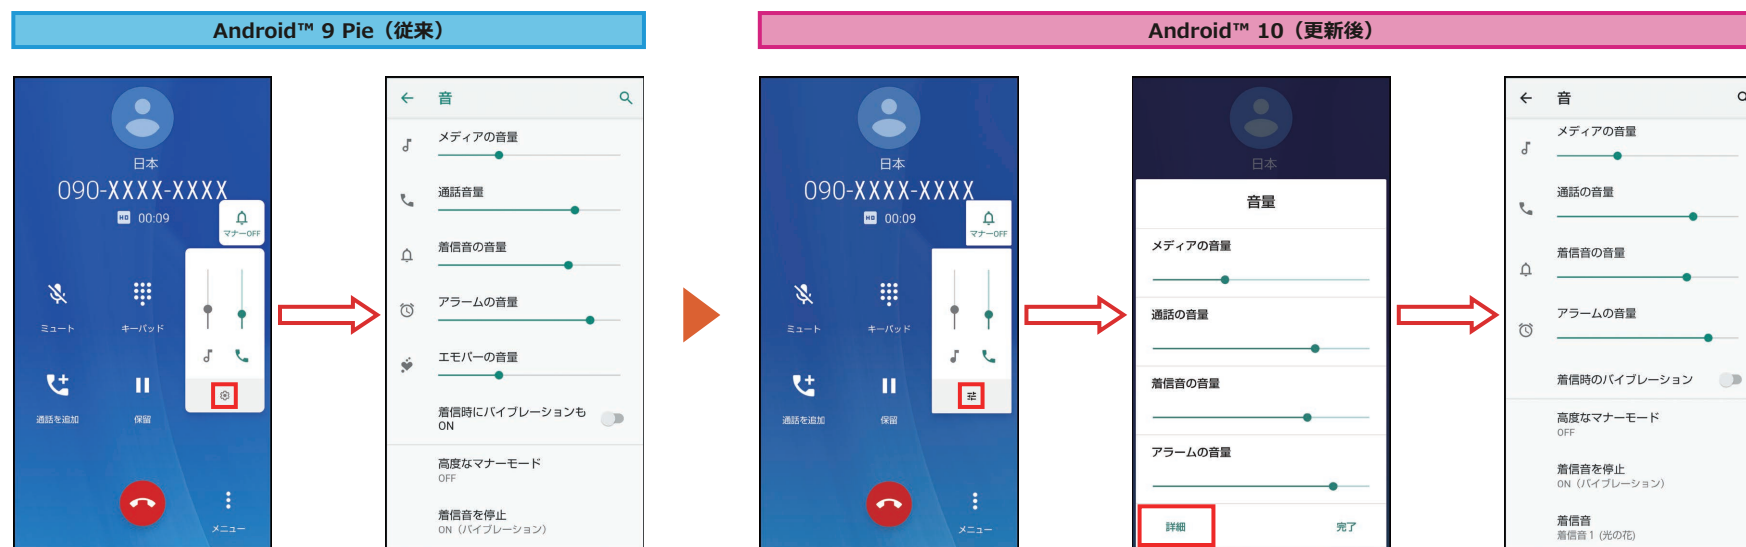 Android™ 9 Pie（従来）
Android™ 10（更新後）
日本
090-XXXX-XXXX
HD 00:09
マナーOFF
ミュート
キーパッド
通話を追加
保留
メニュー
音
メディアの音量
通話音量
着信音の音量
アラームの音量
エモパーの音量
着信時にバイブレーションも
ON
高度なマナーモード
OFF
着信音を停止
ON（バイブレーション）
日本
090-XXXX-XXXX
HD 00:09
マナーOFF
ミュート
キーパッド
通話を追加
保留
メニュー
日本
音量
メディアの音量
通話の音量
着信音の音量
アラームの音量
詳細
完了
音
メディアの音量
通話の音量
着信音の音量
アラームの音量
着信時のバイブレーション
高度なマナーモード
OFF
着信音を停止
ON（バイブレーション）
着信音
着信音１ (光の花)